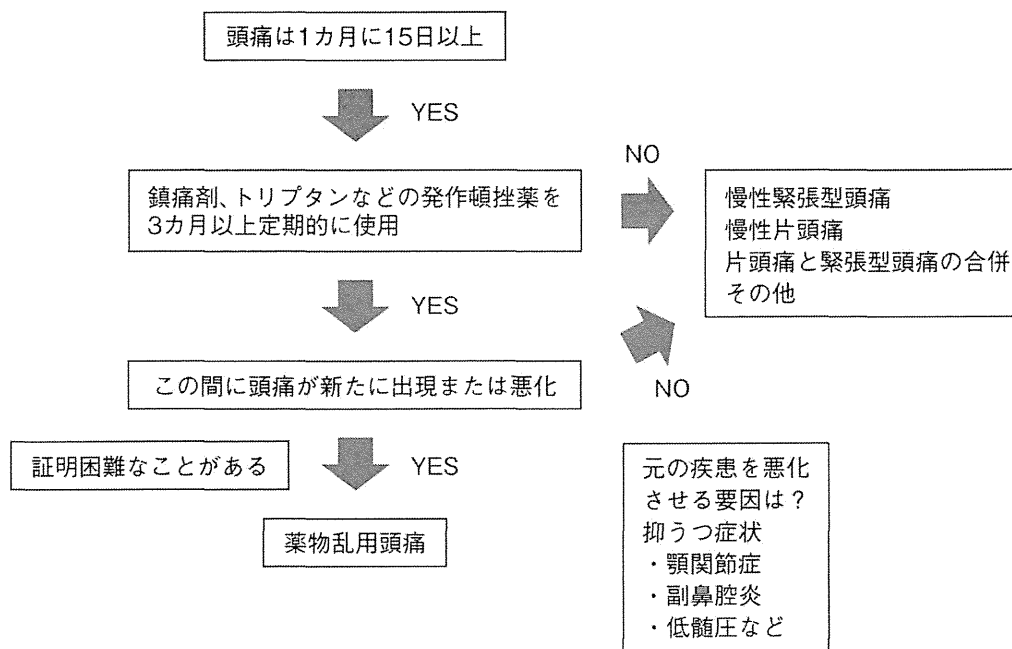 頭痛は1カ月に15日以上
YES
鎮痛剤、トリプタンなどの発作頓挫薬を
3カ月以上定期的に使用
NO
慢性緊張型頭痛
慢性片頭痛
片頭痛と緊張型頭痛の合併
その他
YES
この間に頭痛が新たに出現または悪化
NO
証明困難なことがある
YES
薬物乱用頭痛
元の疾患を悪化
させる要因は？
抑うつ症状
・顎関節症
・副鼻腔炎
・低髄圧など